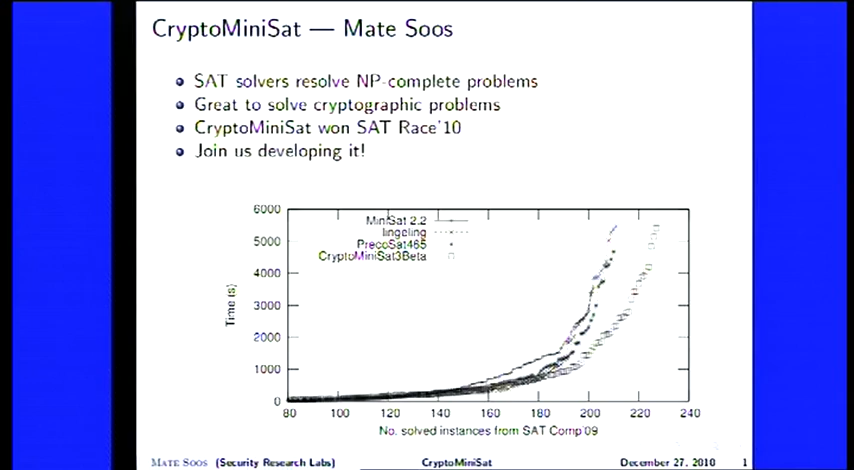 CryptoMiniSat — Mate Soos
SAT solvers resolve NP-complete problems
Great to solve cryptographic problems
CryptoMiniSat won SAT Race'10
Join us developing it!
6000
5000
4000
3000
2000
1000
0
Time (s)
MiniSat 2.2
lingeling
PrecoSat465
CryptoMiniSat3Beta
80 100 120 140 160 180 200 220 240
No. solved instances from SAT Comp'09
Mate Soos (Security Research Labs) CryptoMiniSat December 27, 2010 1